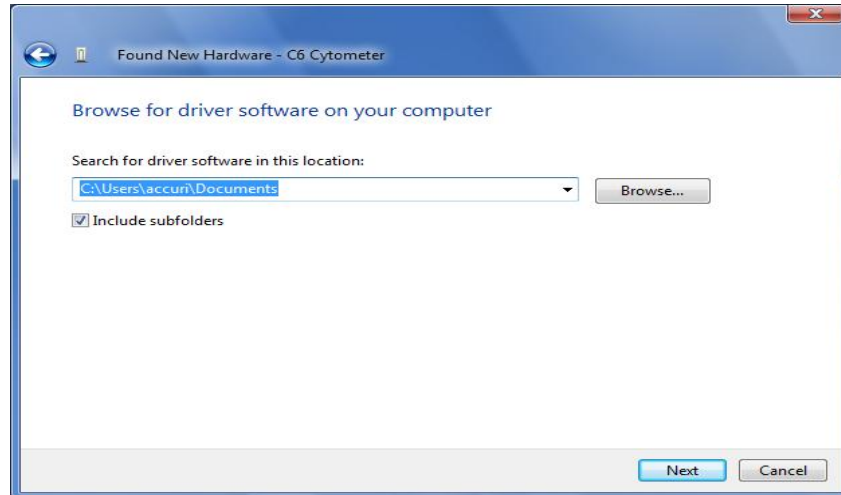 Found New Hardware - C6 Cytometer
Browse for driver software on your computer
Search for driver software in this location:
C:\Users\accuri\Documents
Browse...
Include subfolders
Next
Cancel